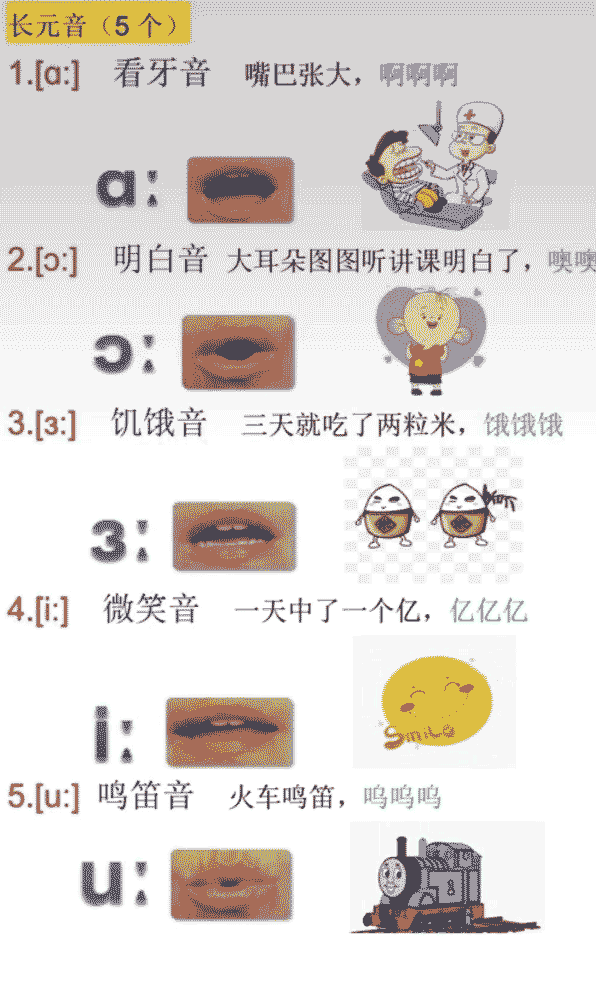 长元音（5 个）
1.[ɑ:] 看牙音 嘴巴张大，啊啊啊
ɑ:
2.[ɔ:] 明白音 大耳朵图图听讲课明白了，噢噢
ɔ:
3.[ɜ:] 饥饿音 三天就吃了两粒米，饿饿饿
ɜ:
4.[i:] 微笑音 一天中了一个亿，亿亿亿
i:
Smile
5.[u:] 鸣笛音 火车鸣笛，呜呜呜
u:
1